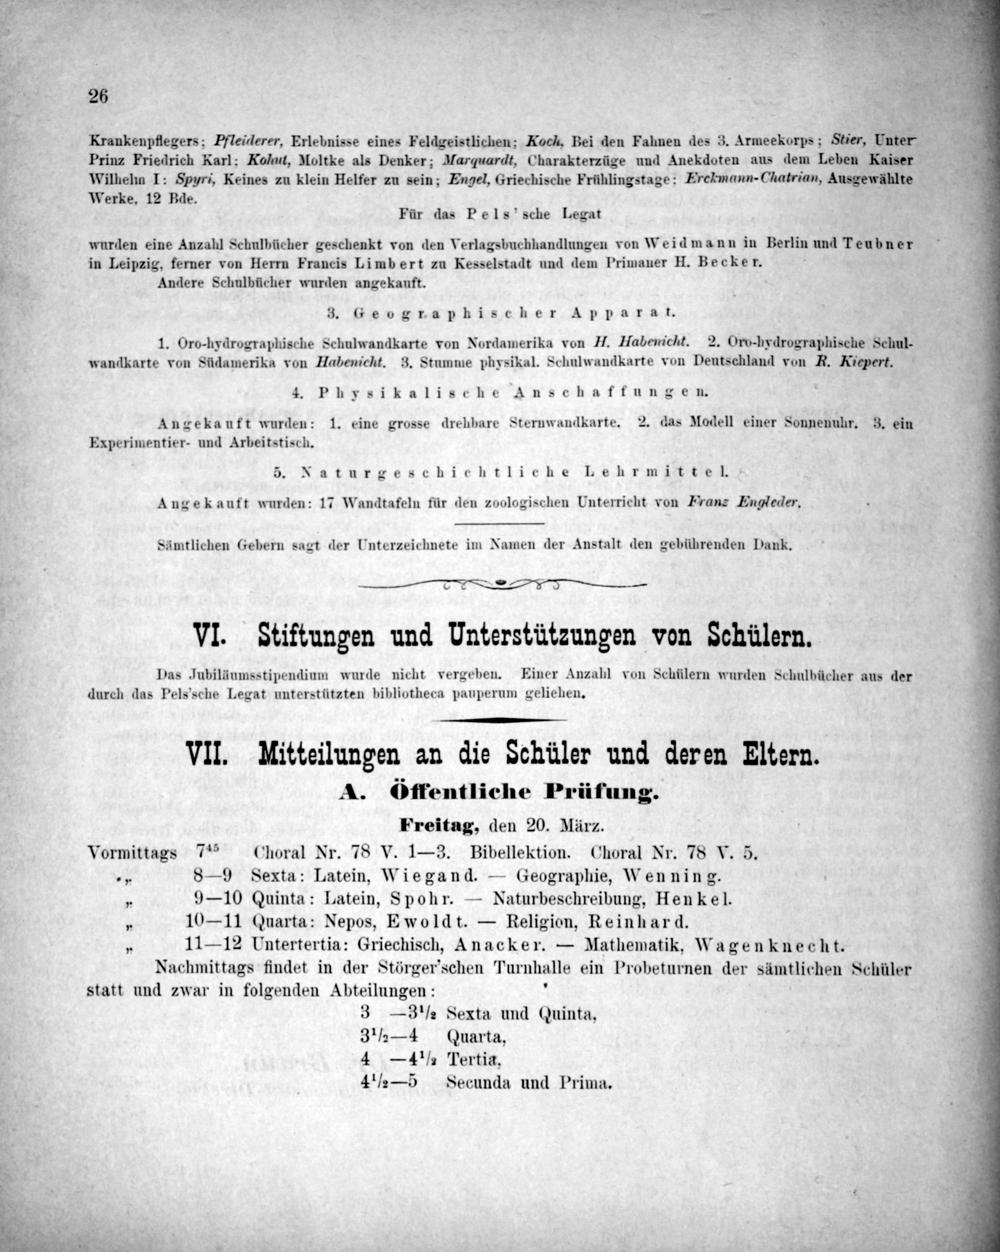 26
Krankenpflegers; Pfleiderer, Erlebnisse eines Feldgeistlichen; Koch, Bei den Fahnen des 3. Armeekorps; Stier, Unter
Prinz Friedrich Karl; Kohut, Moltke als Denker; Marquardt, Charakterzüge und Anekdoten aus dem Leben Kaiser
Wilhelm I; Spyri, Keines zu klein Helfer zu sein; Engel, Griechische Frühlingstage; Erckmann-Chatrian, Ausgewählte
Werke, 12 Bde.
Für das Pels'sche Legat
wurden eine Anzahl Schulbücher geschenkt von den Verlagsbuchhandlungen von Weidmann in Berlin und Teubner
in Leipzig, ferner von Herrn Francis Limbert zu Kesselstadt und dem Primaner H. Becker.
Andere Schulbücher wurden angekauft.
3. Geographischer Apparat.
1. Oro-hydrographische Schulwandkarte von Nordamerika von H. Habenicht. 2. Oro-hydrographische Schul-
wandkarte von Südamerika von Habenicht. 3. Stumme physikal. Schulwandkarte von Deutschland von R. Kiepert.
4. Physikalische Anschaffungen.
Angekauft wurden: 1. eine grosse drehbare Sternwandkarte. 2. das Modell einer Sonnenuhr. 3. ein
Experimentier- und Arbeitstisch.
5. Naturgeschichtliche Lehrmittel.
Angekauft wurden: 17 Wandtafeln für den zoologischen Unterricht von Franz Engleder.
Sämtlichen Gebern sagt der Unterzeichnete im Namen der Anstalt den gebührenden Dank.
VI. Stiftungen und Unterstützungen von Schülern.
Das Jubiläumsstipendium wurde nicht vergeben. Einer Anzahl von Schülern wurden Schulbücher aus der
durch das Pels'sche Legat unterstützten bibliotheca pauperum geliehen.
VII. Mitteilungen an die Schüler und deren Eltern.
A. Öffentliche Prüfung.
Freitag, den 20. März.
Vormittags 7⁴⁵ Choral Nr. 78 V. 1—3. Bibellektion. Choral Nr. 78 V. 5.
„ 8—9 Sexta: Latein, Wiegand. — Geographie, Wenning.
„ 9—10 Quinta: Latein, Spohr. — Naturbeschreibung, Henkel.
„ 10—11 Quarta: Nepos, Ewoldt. — Religion, Reinhard.
„ 11—12 Untertertia: Griechisch, Anacker. — Mathematik, Wagenknecht.
Nachmittags findet in der Störger'schen Turnhalle ein Probeturnen der sämtlichen Schüler
statt und zwar in folgenden Abteilungen:
3 —3½ Sexta und Quinta,
3½—4 Quarta,
4 —4½ Tertia,
4½—5 Secunda und Prima.